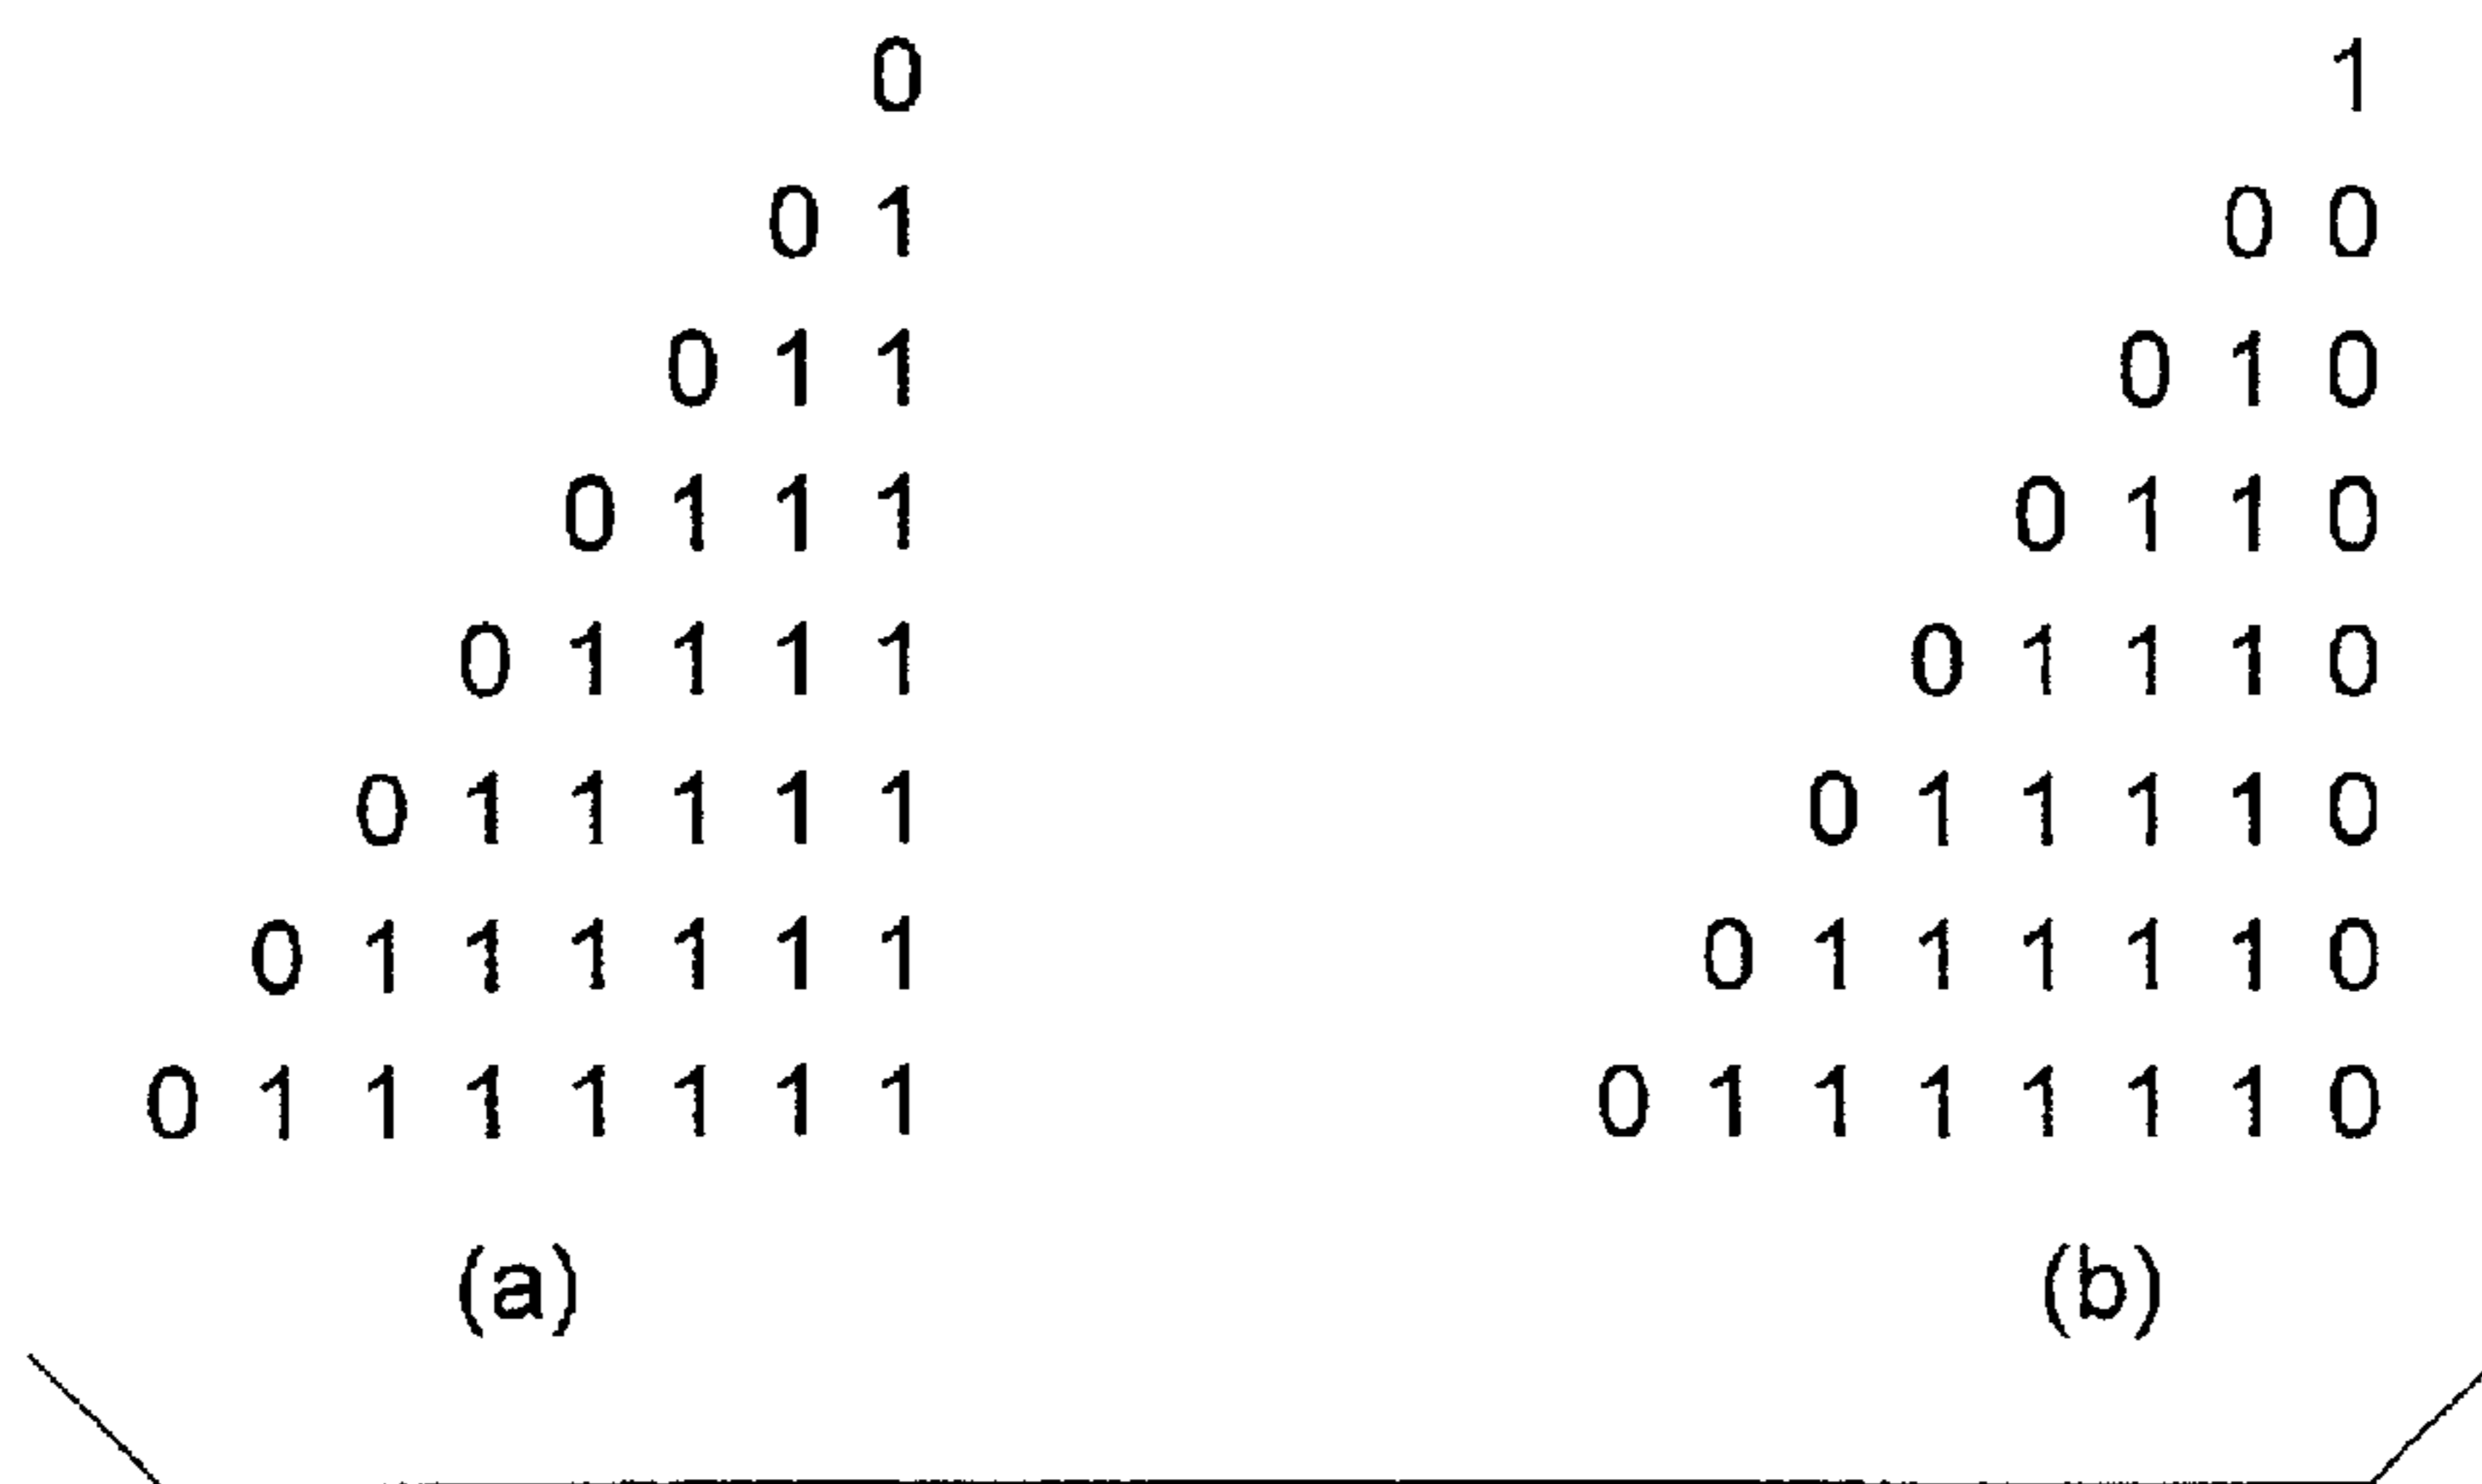 0 1
0 1 0 0
0 1 1 0 1 0
0 1 1 1 0 1 1 0
0 1 1 1 1 0 1 1 1 0
0 1 1 1 1 1 0 1 1 1 1 0
0 1 1 1 1 1 1 0 1 1 1 1 1 0
0 1 1 1 1 1 1 1 0 1 1 1 1 1 1 0
(a) (b)